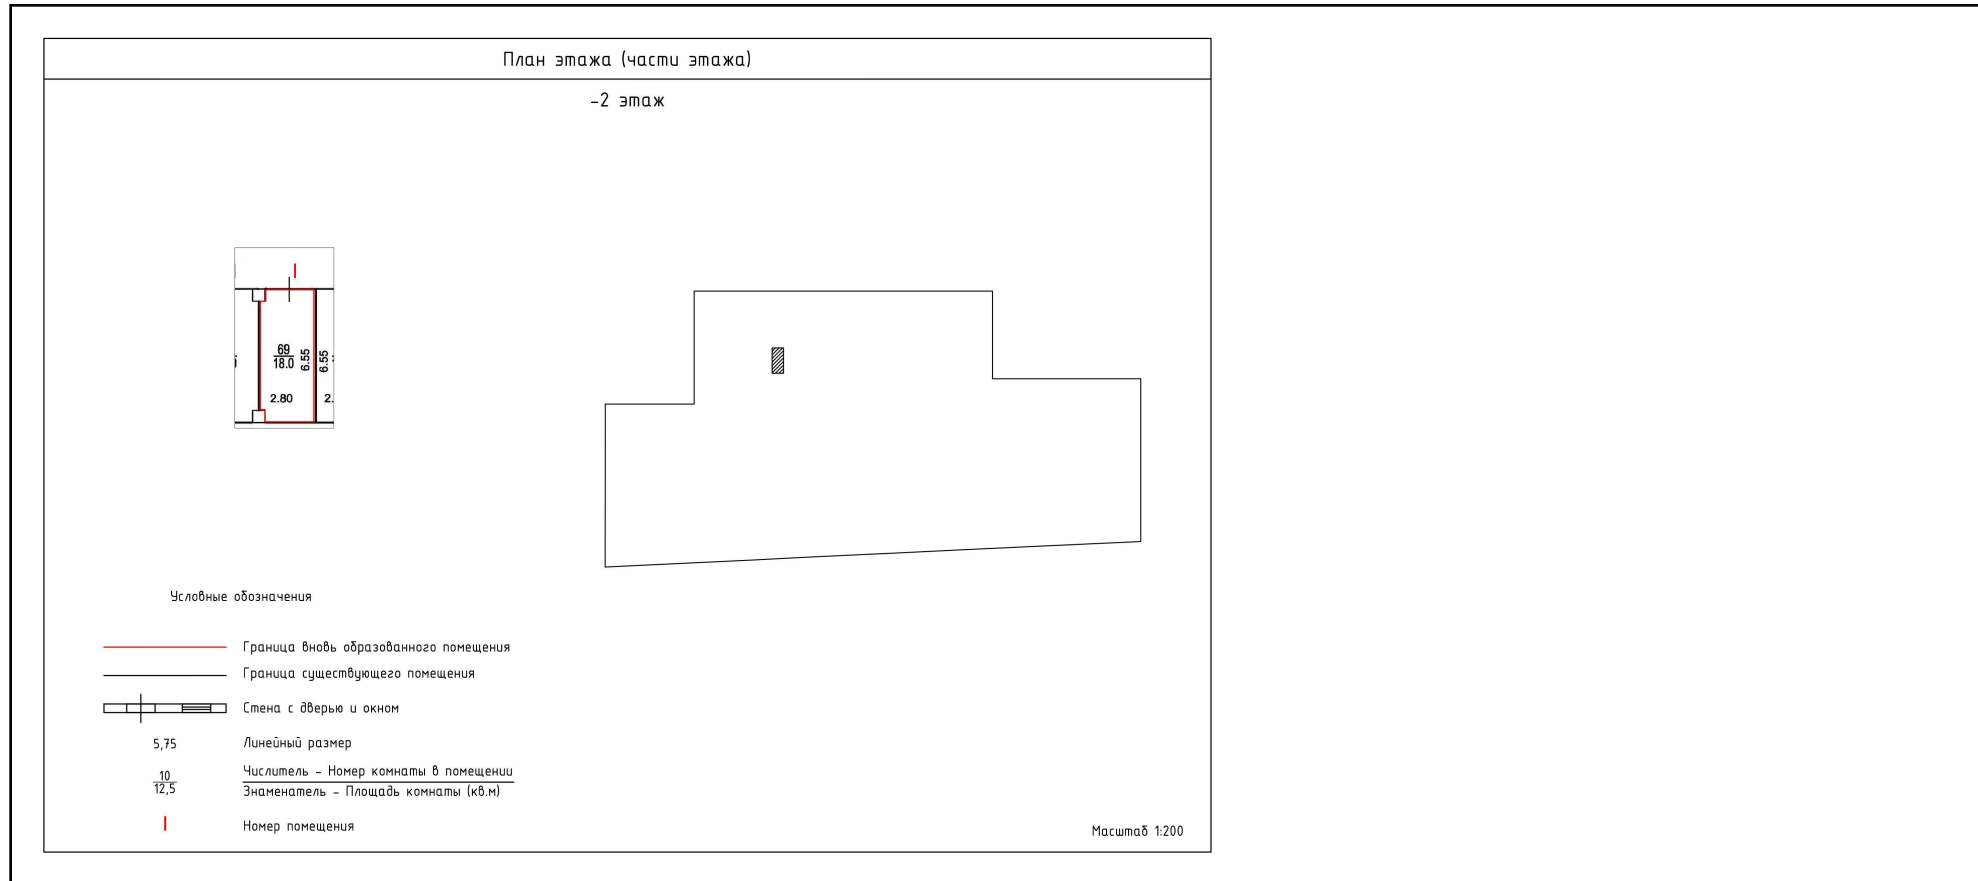 План этажа (части этажа)
-2 этаж
I
69
18.0
6.55
6.55
2.80
2.
Условные обозначения
Граница вновь образованного помещения
Граница существующего помещения
Стена с дверью и окном
5,75
Линейный размер
10
12,5
Числитель - Номер комнаты в помещении
Знаменатель - Площадь комнаты (кв.м)
I
Номер помещения
Масштаб 1:200